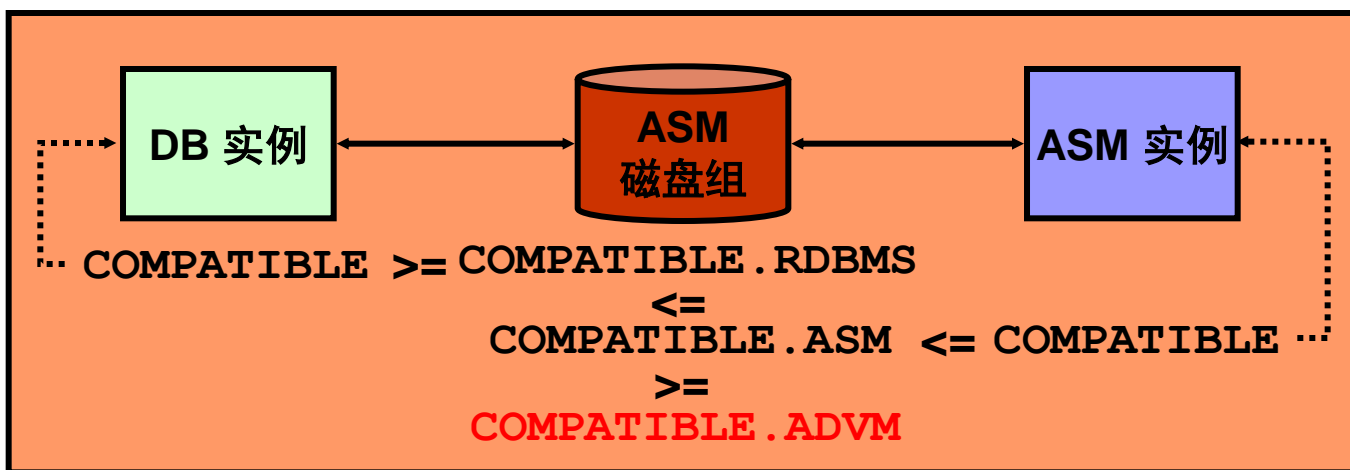 DB 实例
ASM
磁盘组
ASM 实例
COMPATIBLE >= COMPATIBLE.RDBMS
<=
COMPATIBLE.ASM <= COMPATIBLE
>=
COMPATIBLE.ADVM